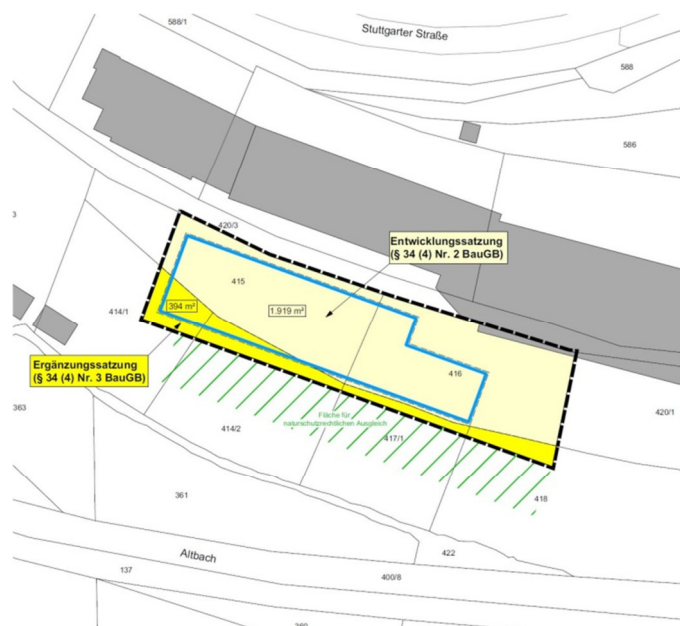 588/1
Stuttgarter Straße
588
586
420/3
Entwicklungssatzung
(§ 34 (4) Nr. 2 BauGB)
415
394 m²
1.919 m²
414/1
Ergänzungssatzung
(§ 34 (4) Nr. 3 BauGB)
416
363
Fläche für
naturschutzrechtlichen Ausgleich
420/1
414/2
417/1
361
418
422
Altbach
137
400/8